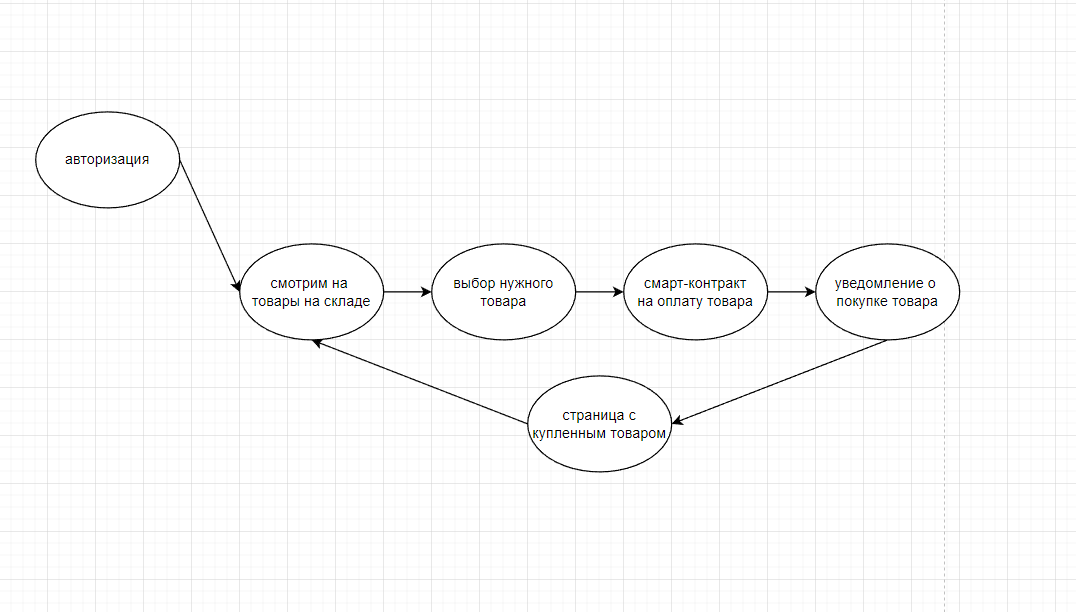 авторизация
смотрим на
товары на складе
выбор нужного
товара
смарт-контракт
на оплату товара
уведомление о
покупке товара
страница с
купленным товаром